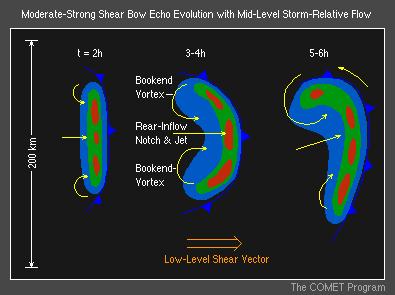 Moderate-Strong Shear Bow Echo Evolution with Mid-Level Storm-Relative Flow
t = 2h
3-4h
5-6h
Bookend
Vortex
Rear-Inflow
Notch & Jet
Bookend-
Vortex
200 km
Low-Level Shear Vector
The COMET Program